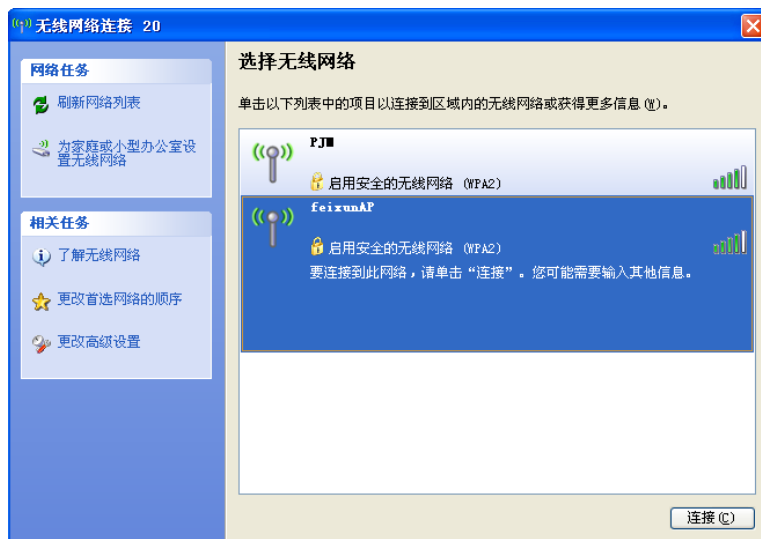 无线网络连接 20
网络任务
刷新网络列表
为家庭或小型办公室设
置无线网络
相关任务
了解无线网络
更改首选网络的顺序
更改高级设置
选择无线网络
单击以下列表中的项目以连接到区域内的无线网络或获得更多信息(W)。
PJM
启用安全的无线网络 (WPA2)
feixunAP
启用安全的无线网络 (WPA2)
要连接到此网络，请单击“连接”。您可能需要输入其他信息。
连接(C)